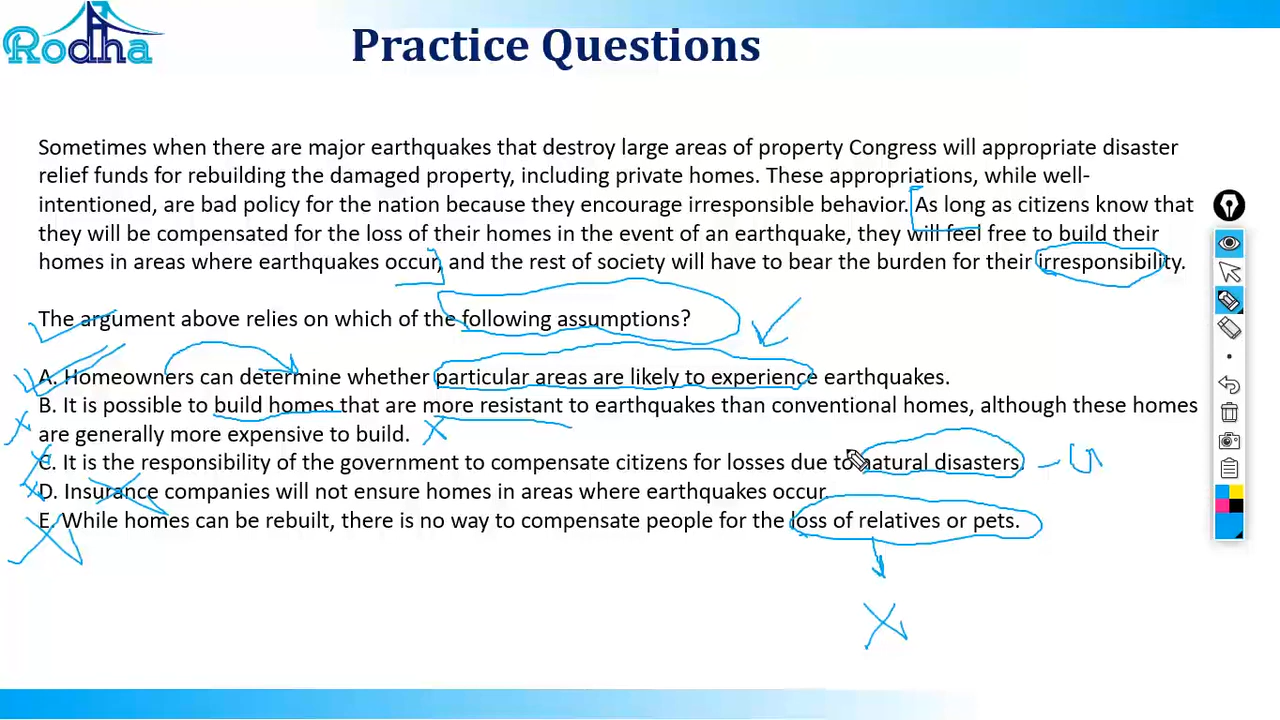 Rodha
Practice Questions
Sometimes when there are major earthquakes that destroy large areas of property Congress will appropriate disaster
relief funds for rebuilding the damaged property, including private homes. These appropriations, while well-
intentioned, are bad policy for the nation because they encourage irresponsible behavior. As long as citizens know that
they will be compensated for the loss of their homes in the event of an earthquake, they will feel free to build their
homes in areas where earthquakes occur, and the rest of society will have to bear the burden for their irresponsibility.
The argument above relies on which of the following assumptions?
A. Homeowners can determine whether particular areas are likely to experience earthquakes.
B. It is possible to build homes that are more resistant to earthquakes than conventional homes, although these homes
are generally more expensive to build.
C. It is the responsibility of the government to compensate citizens for losses due to natural disasters.
D. Insurance companies will not ensure homes in areas where earthquakes occur.
E. While homes can be rebuilt, there is no way to compensate people for the loss of relatives or pets.